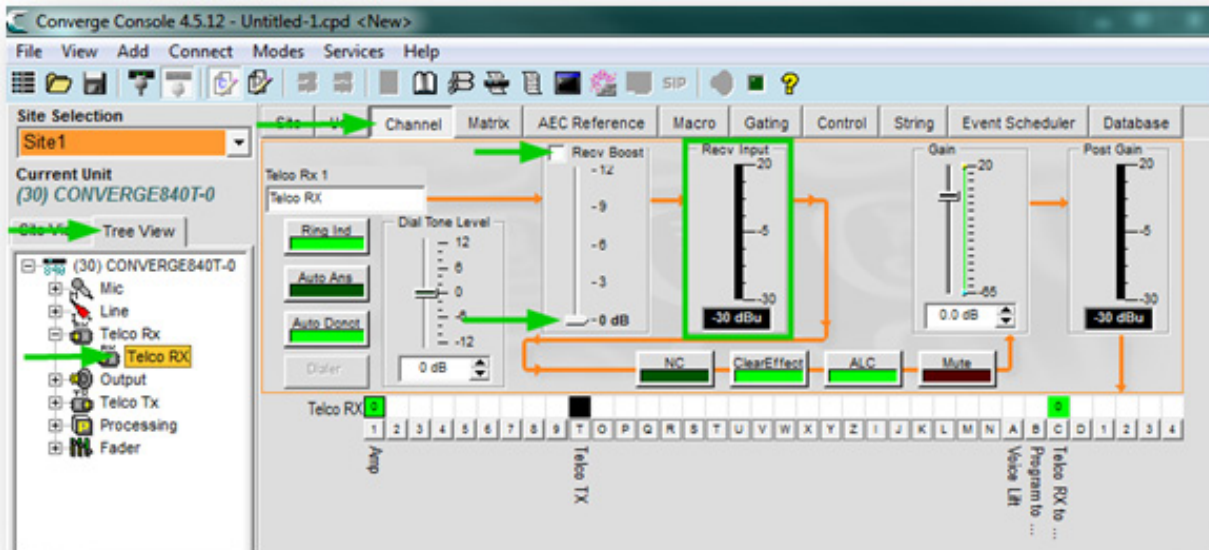 Converge Console 4.5.12 - Untitled-1.cpd <New>
File View Add Connect Modes Services Help
SIP
Site Selection
Site1
Current Unit
(30) CONVERGE840T-0
Tree View
(30) CONVERGE840T-0
Mic
Line
Telco Rx
Telco RX
Output
Telco Tx
Processing
Fader
Channel Matrix AEC Reference Macro Gating Control String Event Scheduler Database
Telco Rx 1
Telco RX
Ring Ind
Auto Ans
Auto Dscnct
Dialer
Dial Tone Level
12
6
0
-6
-12
0 dB
Recv Boost
-12
-9
-6
-3
-0 dB
Recv Input
20
-5
-30
-30 dBu
Gain
20
-65
0.0 dB
Post Gain
20
-5
-30
-30 dBu
NC ClearEffect ALC Mute
Telco RX 0 0
1 2 3 4 5 6 7 8 9 T O P Q R S T U V W X Y Z I J K L M N A B C D 1 2 3 4
Amp
Telco TX
Voice Lift
Program to ...
Telco RX to ...